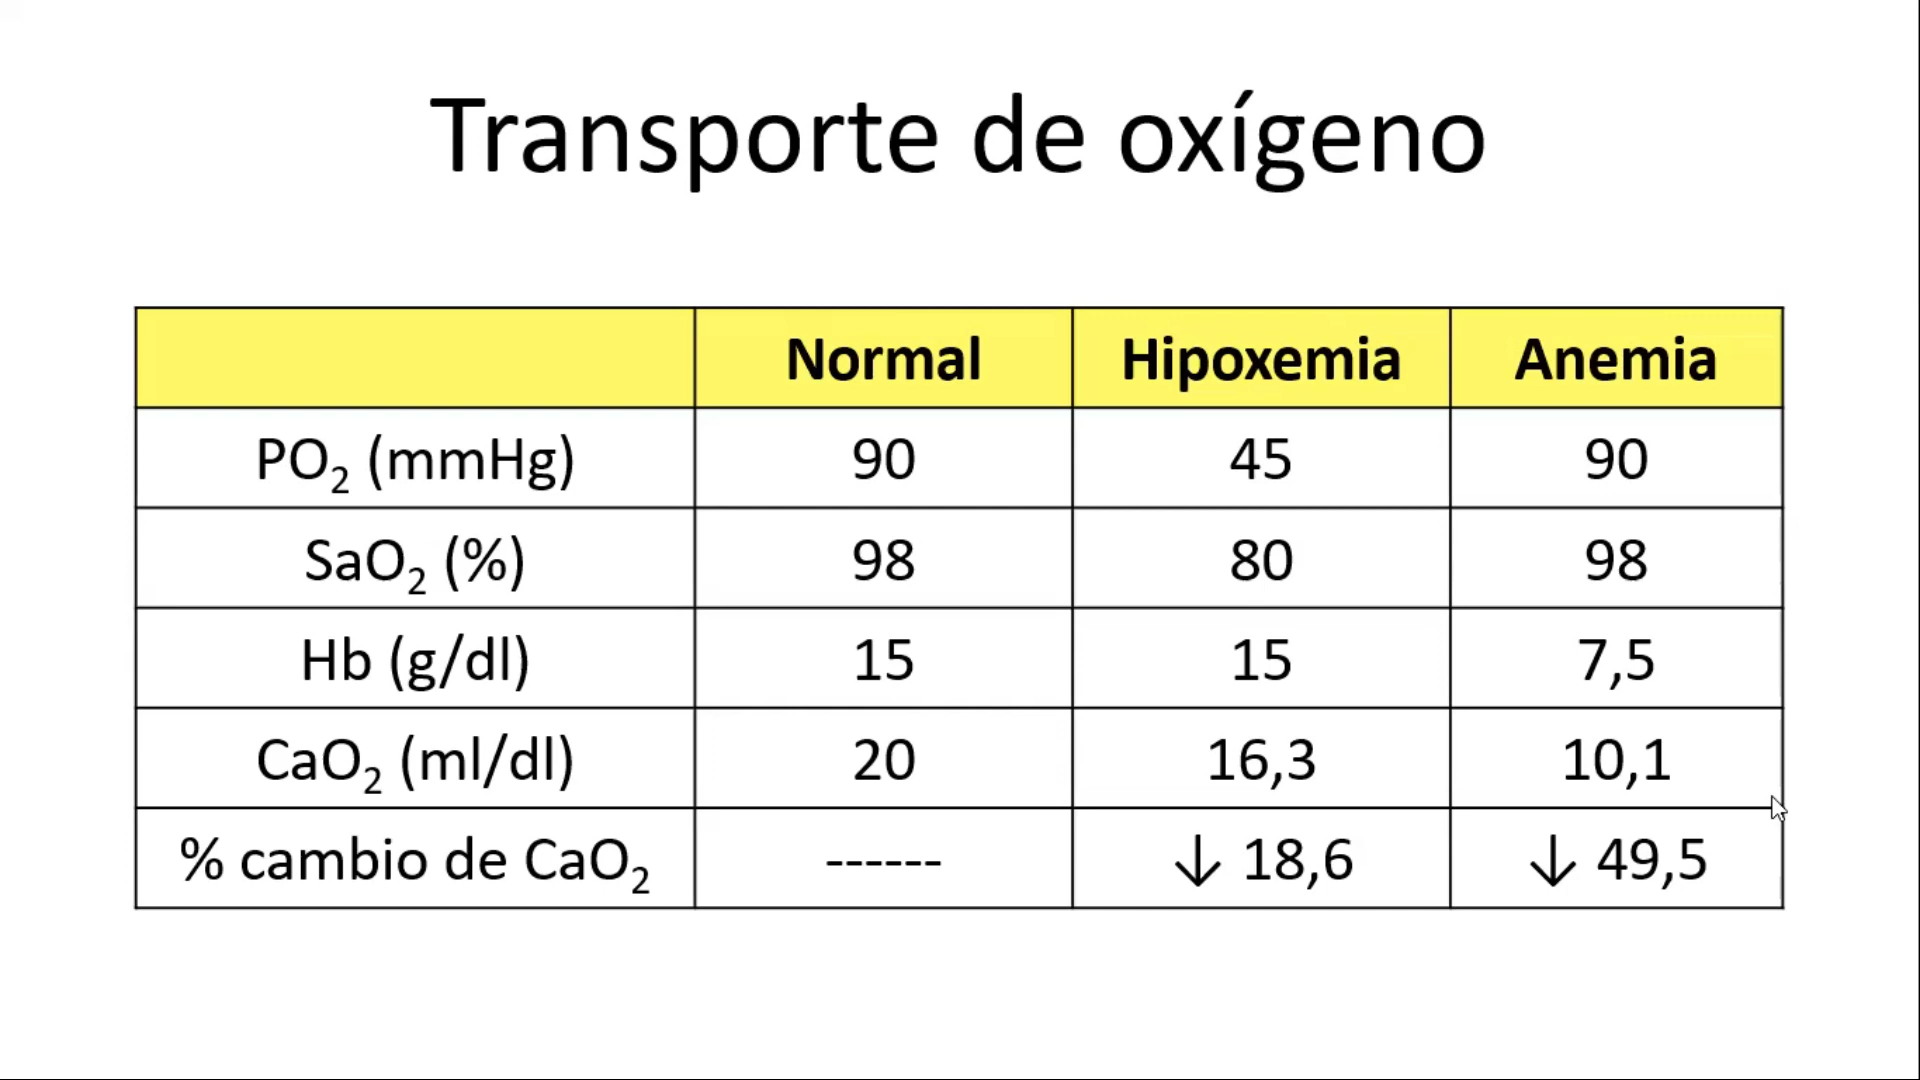 Transporte de oxígeno
Normal Hipoxemia Anemia
PO₂ (mmHg) 90 45 90
SaO₂ (%) 98 80 98
Hb (g/dl) 15 15 7,5
CaO₂ (ml/dl) 20 16,3 10,1
% cambio de CaO₂ ------ ↓ 18,6 ↓ 49,5